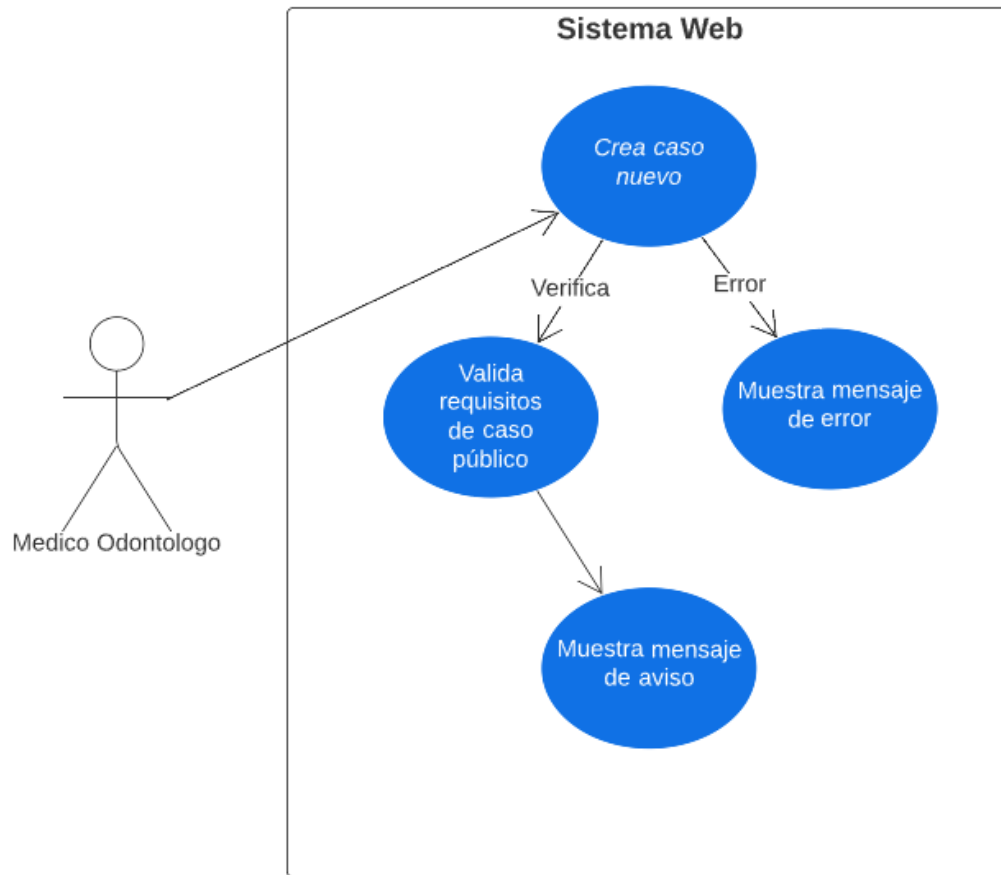 Sistema Web
Crea caso
nuevo
Verifica
Error
Valida
requisitos
de caso
público
Muestra mensaje
de error
Medico Odontologo
Muestra mensaje
de aviso